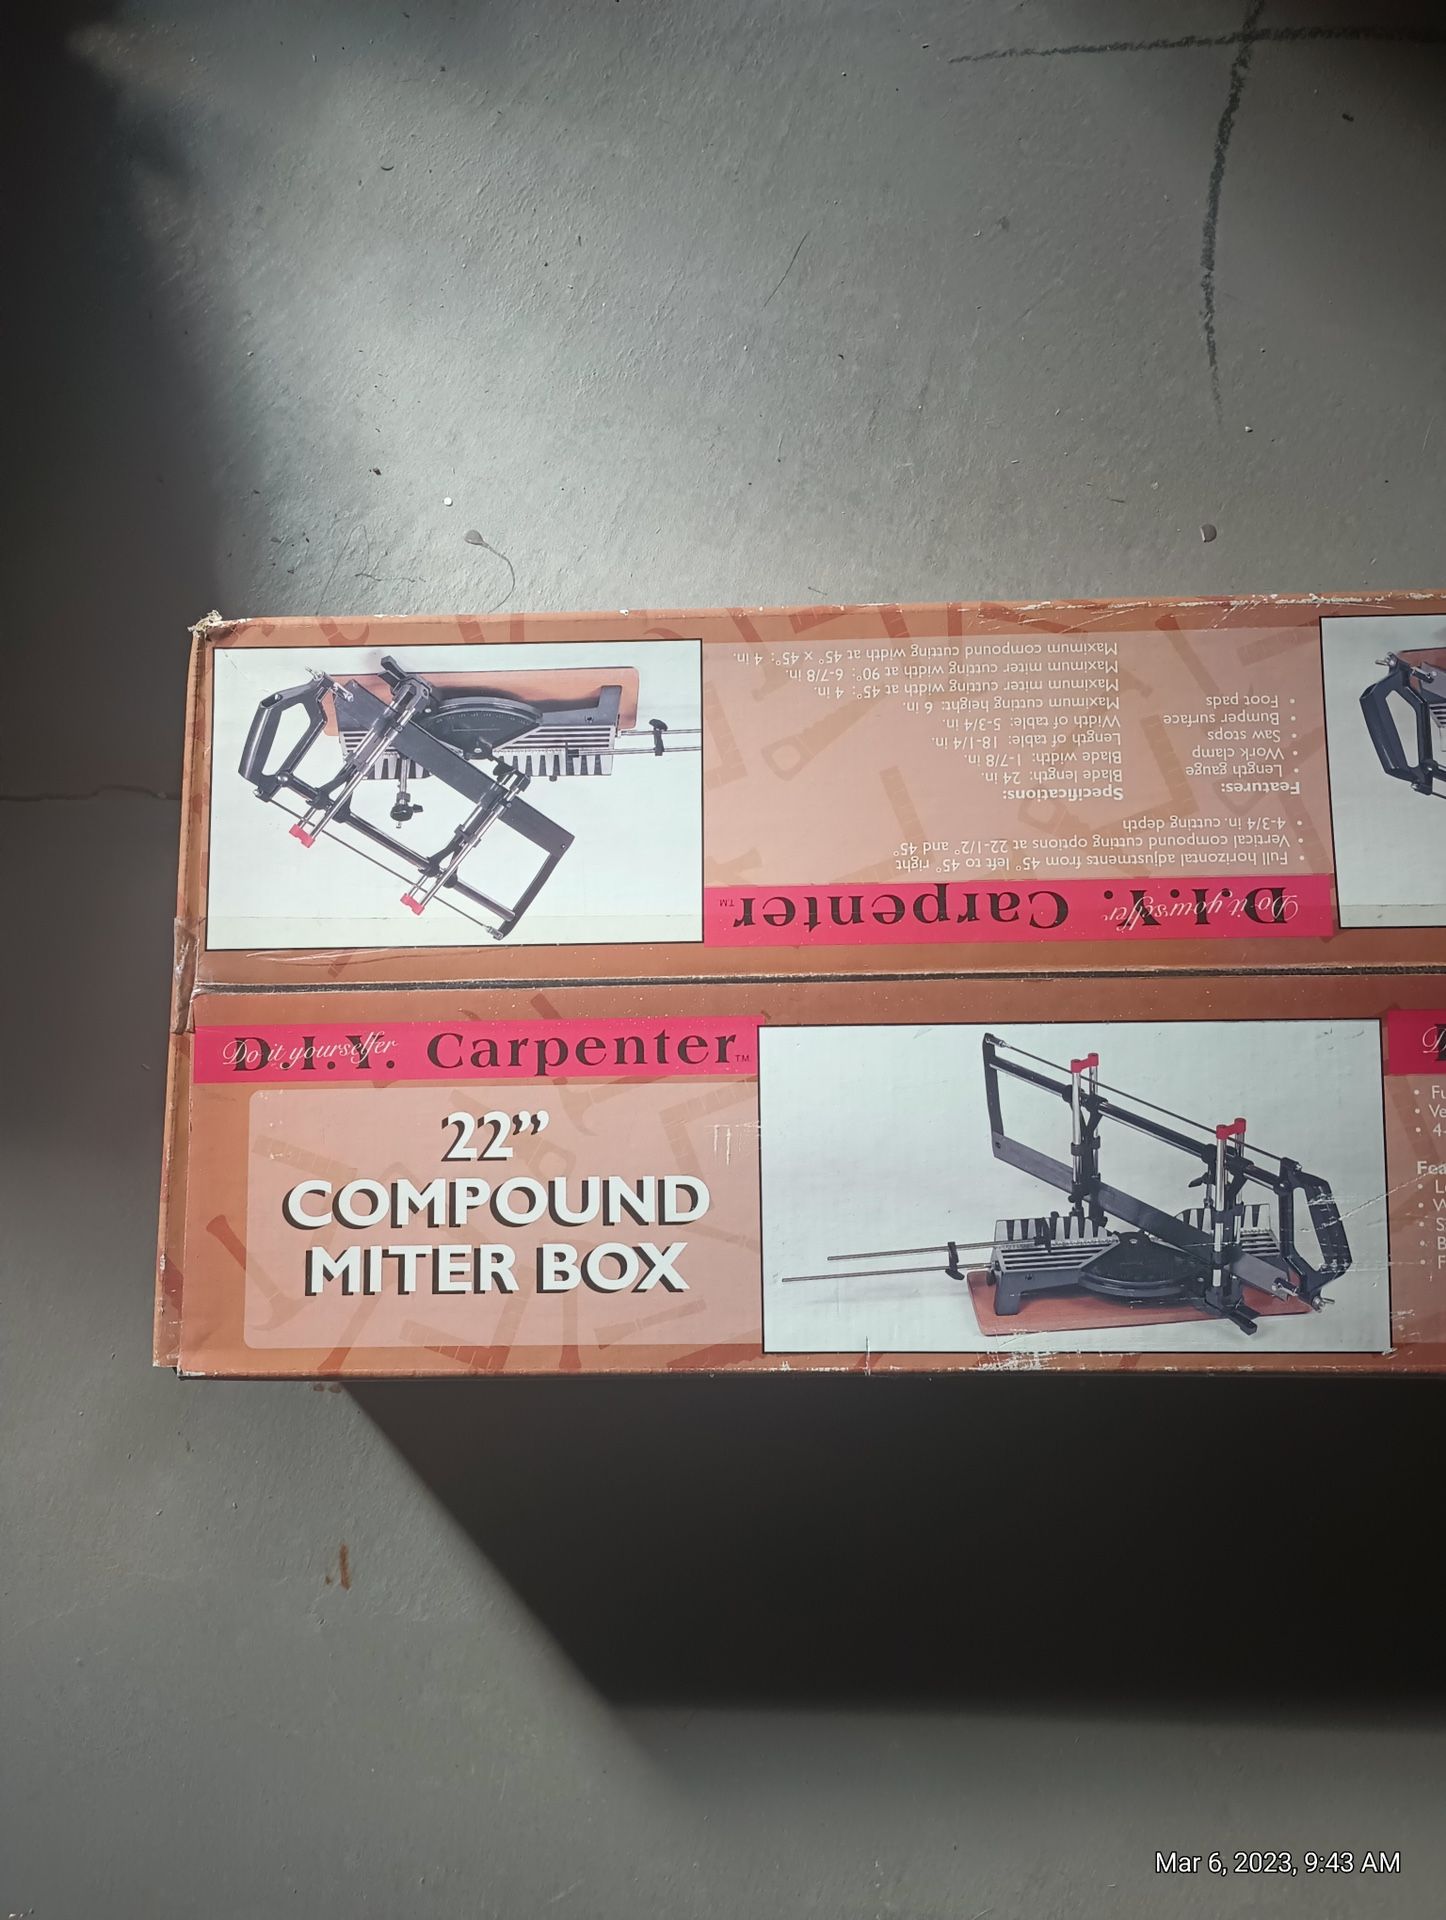 Full horizontal adjustments from 45° left to 45° right
• Vertical compound cutting options at 22-1/2° and 45°
• 4-3/4 in. cutting depth
Features:
• Length gauge
• Work clamp
• Saw stops
• Bumper surface
• Foot pads
Specifications:
Blade length: 24 in.
Blade width: 1-7/8 in.
Length of table: 18-1/4 in.
Width of table: 5-3/4 in.
Maximum cutting height: 6 in.
Maximum miter cutting width at 45°: 4 in.
Maximum miter cutting width at 90°: 6-7/8 in.
Maximum compound cutting width at 45° x 45°: 4 in.
D.I.Y. Carpenter™
Do it yourselfer
D.I.Y. Carpenter TM
Do it yourselfer
22”
COMPOUND
MITER BOX
Mar 6, 2023, 9:43 AM